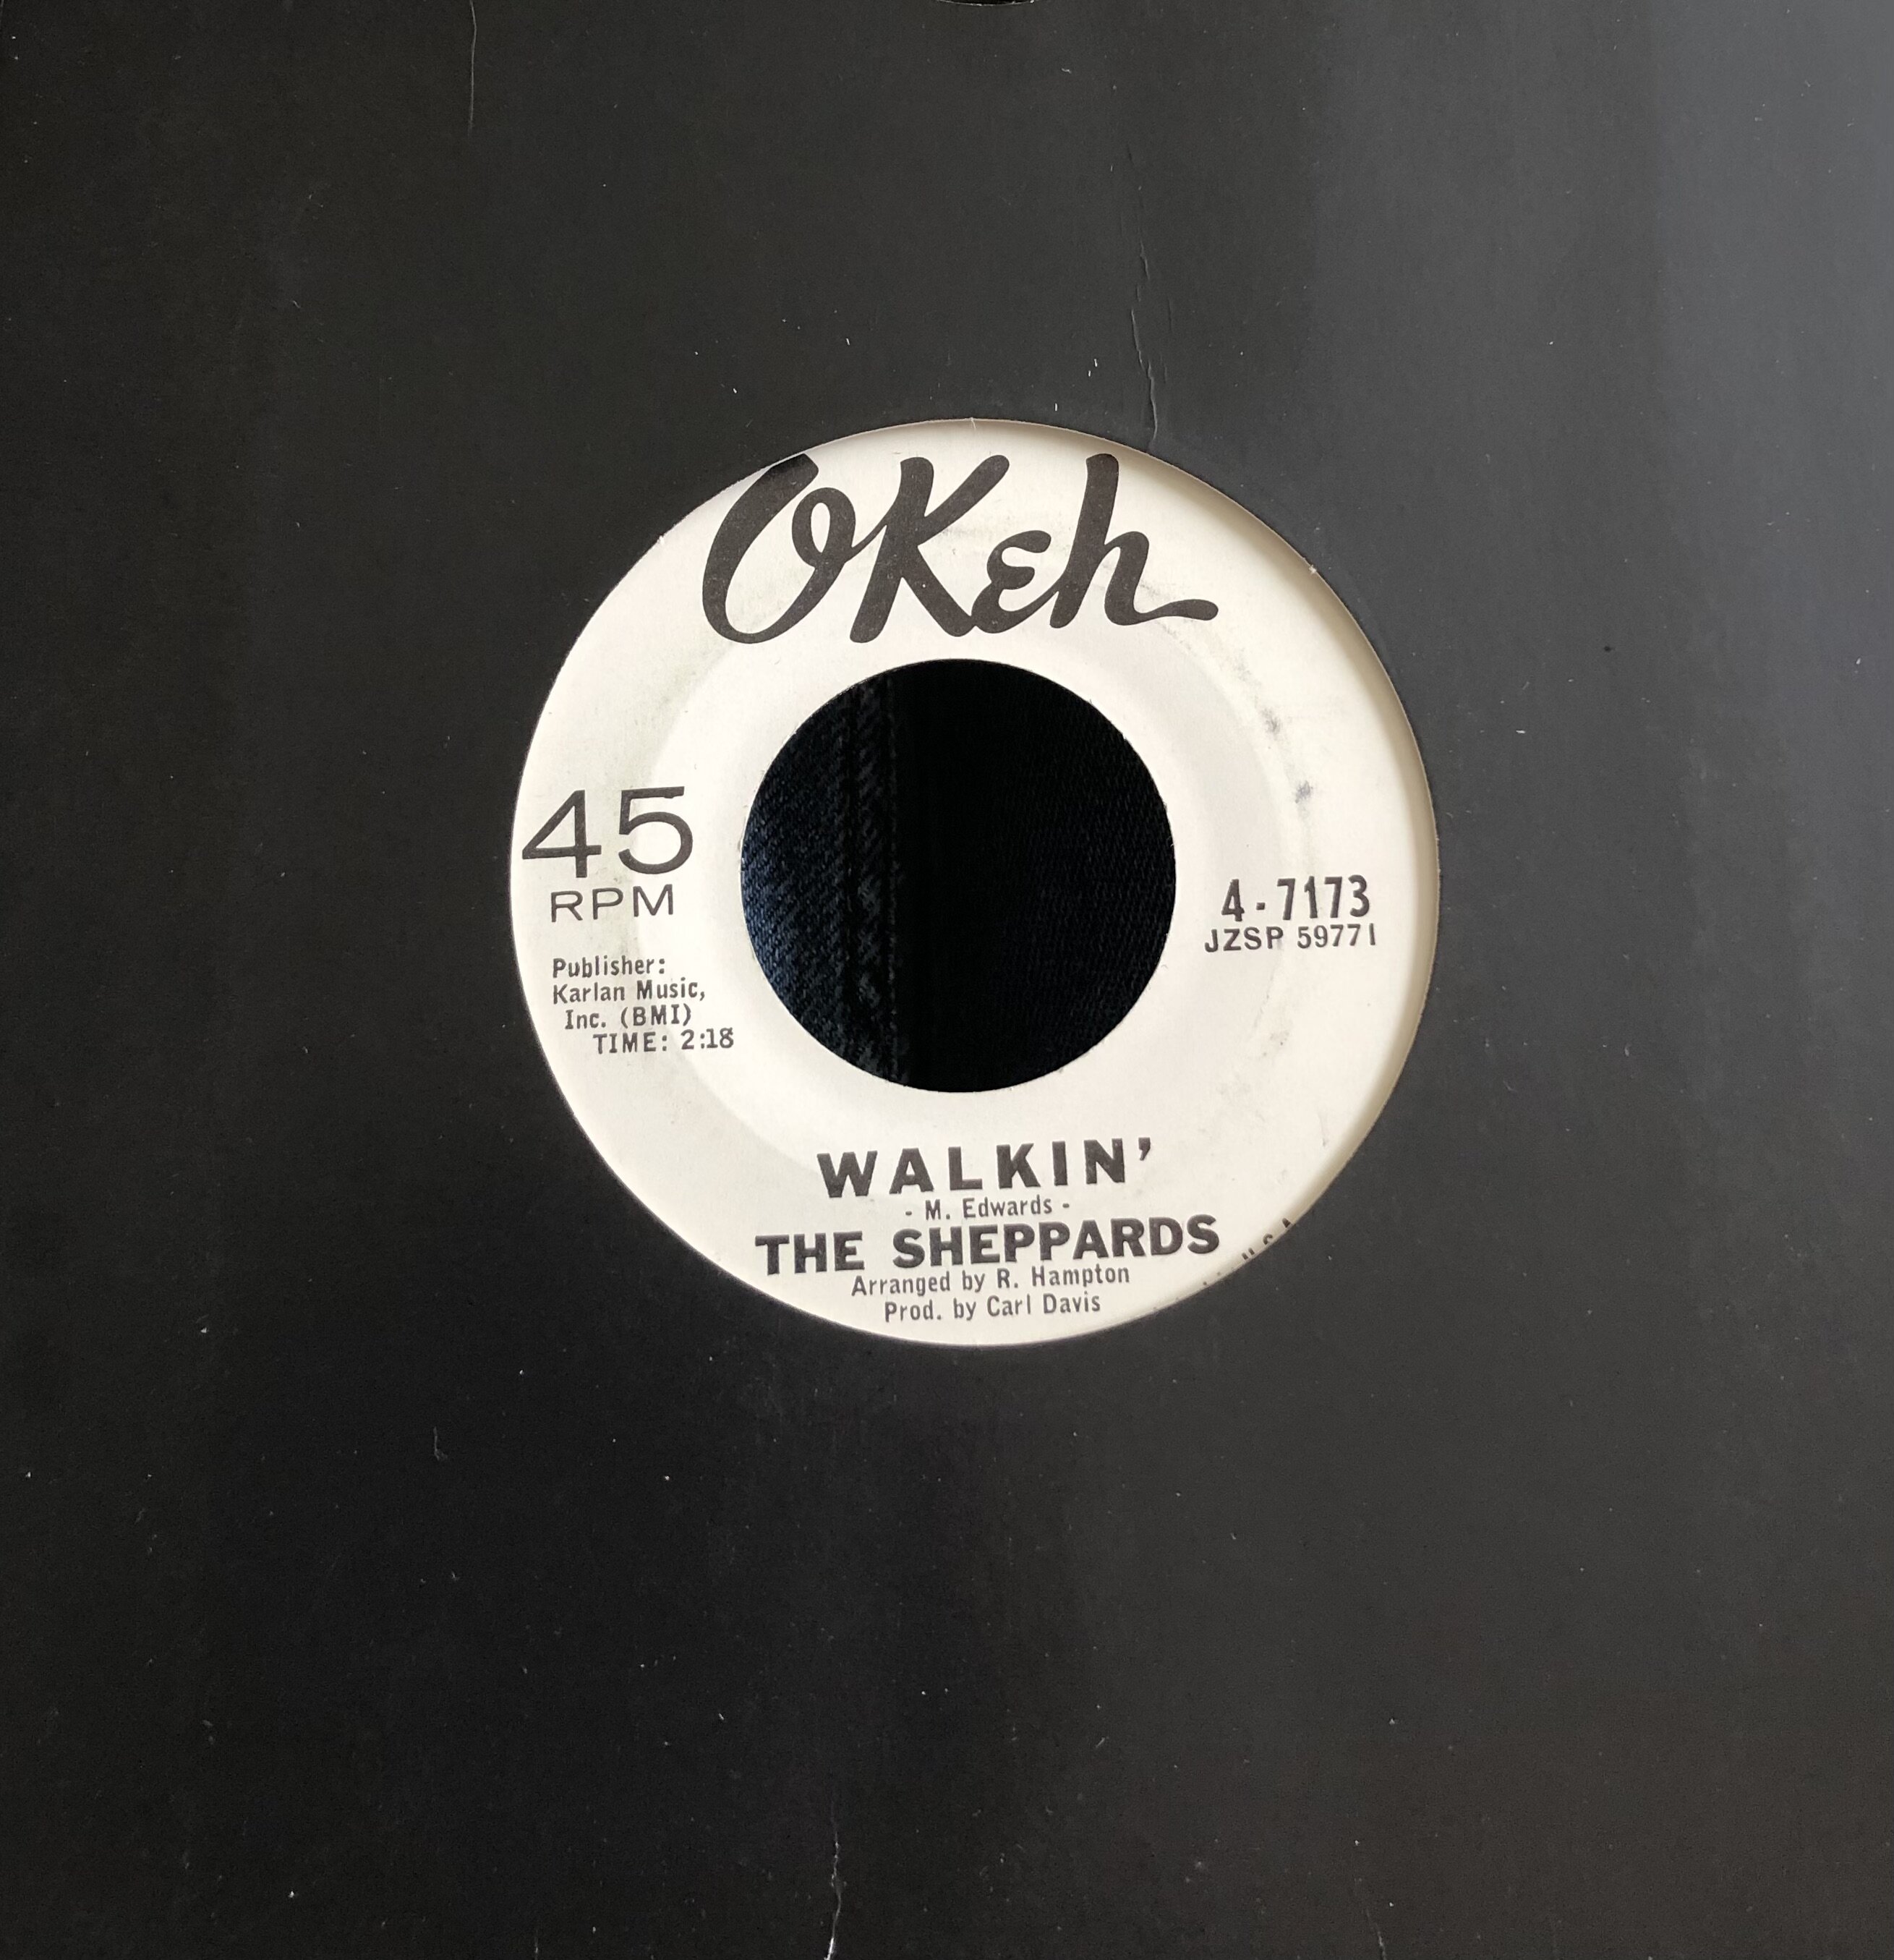 OKeh
45
RPM
Publisher:
Karlan Music,
Inc. (BMI)
TIME: 2:18
4-7173
JZSP 59771
WALKIN'
- M. Edwards -
THE SHEPPARDS
Arranged by R. Hampton
Prod. by Carl Davis